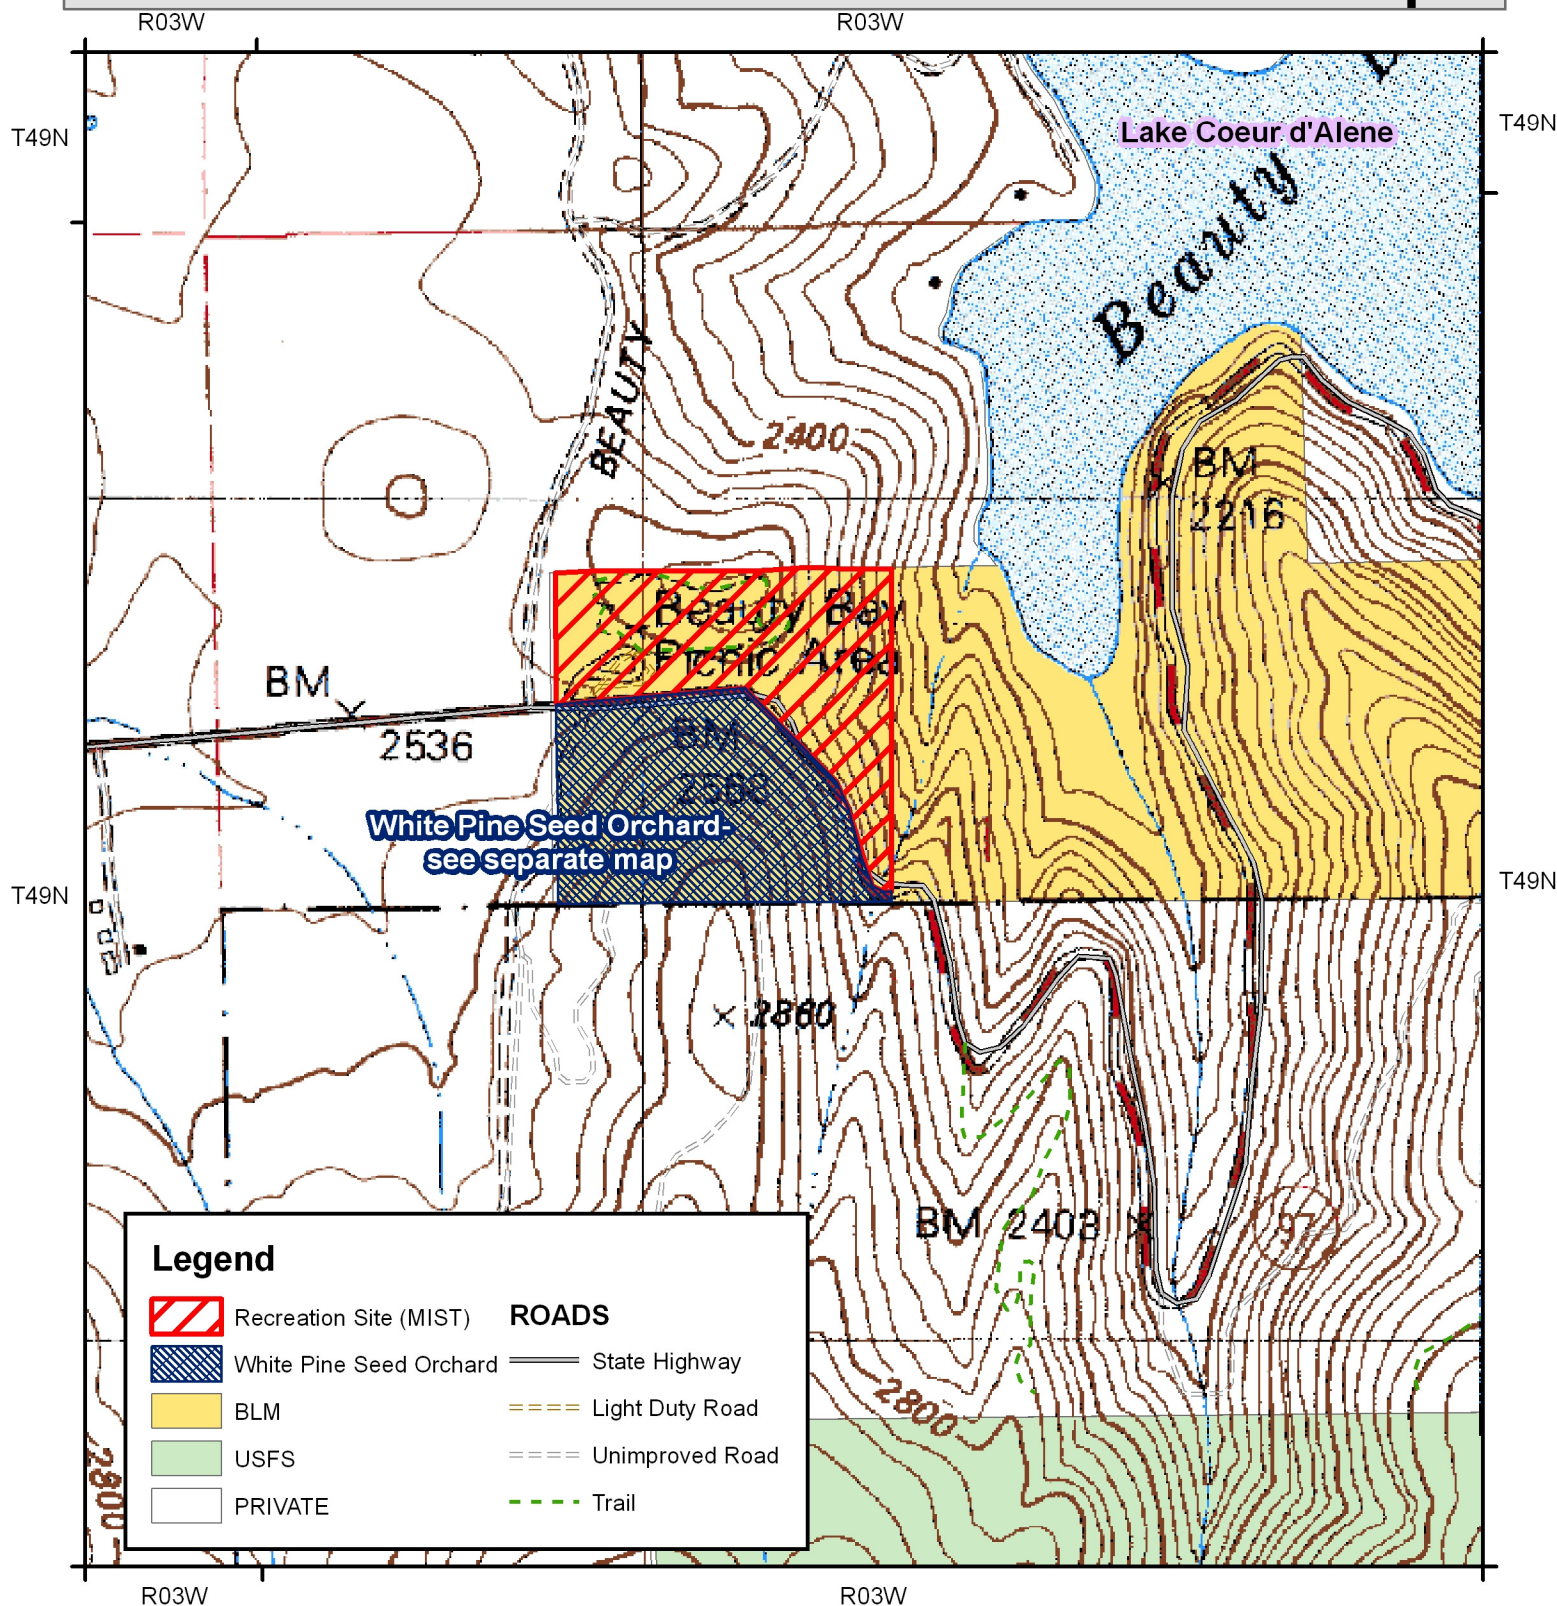 R03W
R03W
T49N
T49N
Lake Coeur d'Alene
Beauty
BEAUTY
2400
BM
2216
Beauty Bay
Picnic Area
BM
2536
BM
White Pine Seed Orchard-
see separate map
T49N
T49N
2860
BM 2403
97
2800
2800
Legend
Recreation Site (MIST)
White Pine Seed Orchard
BLM
USFS
PRIVATE
ROADS
State Highway
Light Duty Road
Unimproved Road
Trail
R03W
R03W